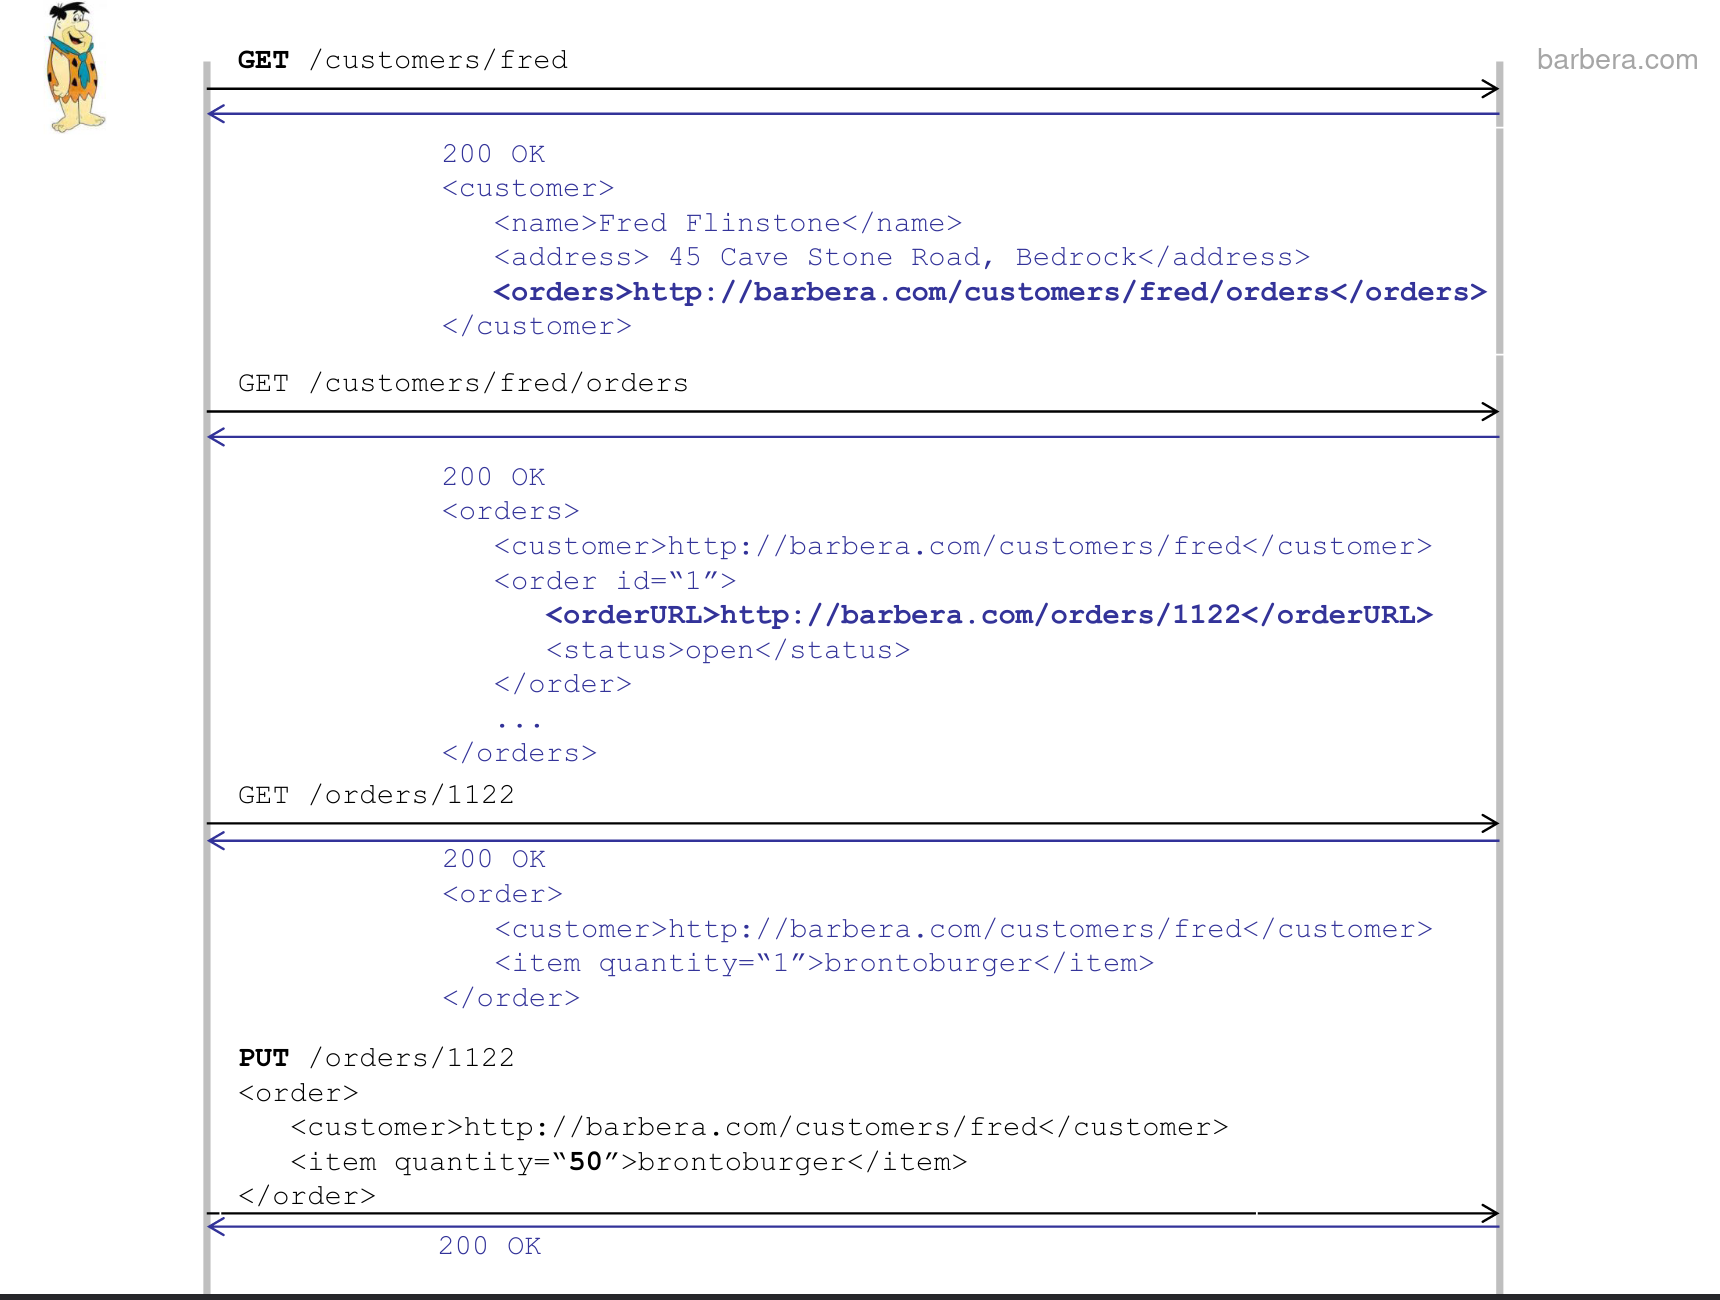 GET /customers/fred
barbera.com
200 OK
<customer>
<name>Fred Flinstone</name>
<address> 45 Cave Stone Road, Bedrock</address>
<orders>http://barbera.com/customers/fred/orders</orders>
</customer>
GET /customers/fred/orders
200 OK
<orders>
<customer>http://barbera.com/customers/fred</customer>
<order id=“1”>
<orderURL>http://barbera.com/orders/1122</orderURL>
<status>open</status>
</order>
...
</orders>
GET /orders/1122
200 OK
<order>
<customer>http://barbera.com/customers/fred</customer>
<item quantity=“1”>brontoburger</item>
</order>
PUT /orders/1122
<order>
<customer>http://barbera.com/customers/fred</customer>
<item quantity=“50”>brontoburger</item>
</order>
200 OK